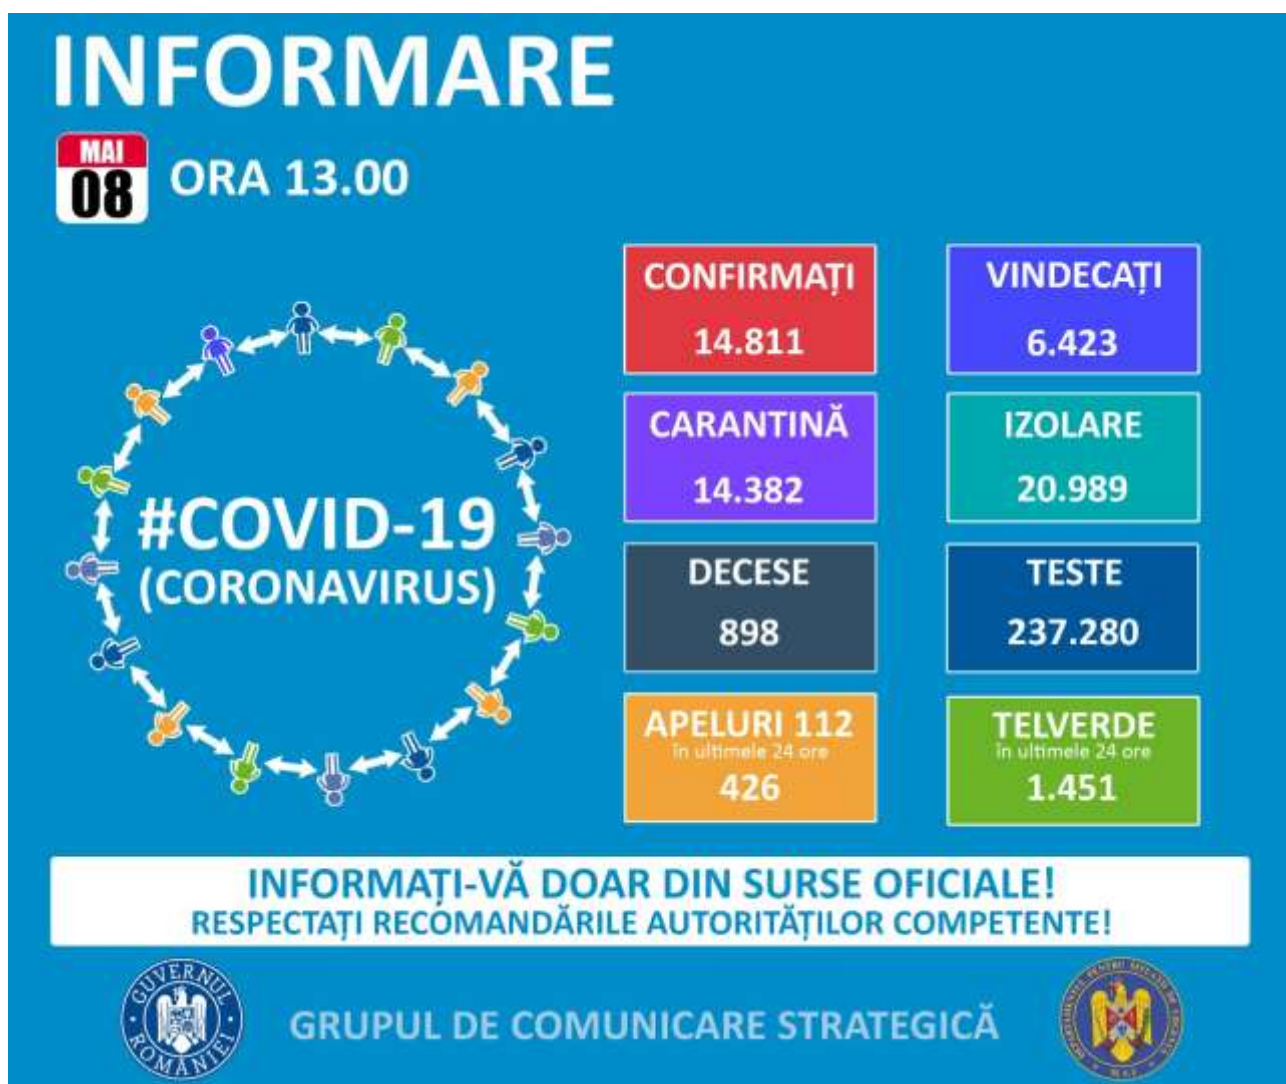 INFORMARE
MAI
08
ORA 13.00
CONFIRMAȚI
14.811
VINDECAȚI
6.423
CARANTINĂ
14.382
IZOLARE
20.989
#COVID-19
(CORONAVIRUS)
DECESE
898
TESTE
237.280
APELURI 112
în ultimele 24 ore
426
TELVERDE
în ultimele 24 ore
1.451
INFORMAȚI-VĂ DOAR DIN SURSE OFICIALE!
RESPECTAȚI RECOMANDĂRILE AUTORITĂȚILOR COMPETENTE!
GUVERNUL
ROMÂNIEI
GRUPUL DE COMUNICARE STRATEGICĂ